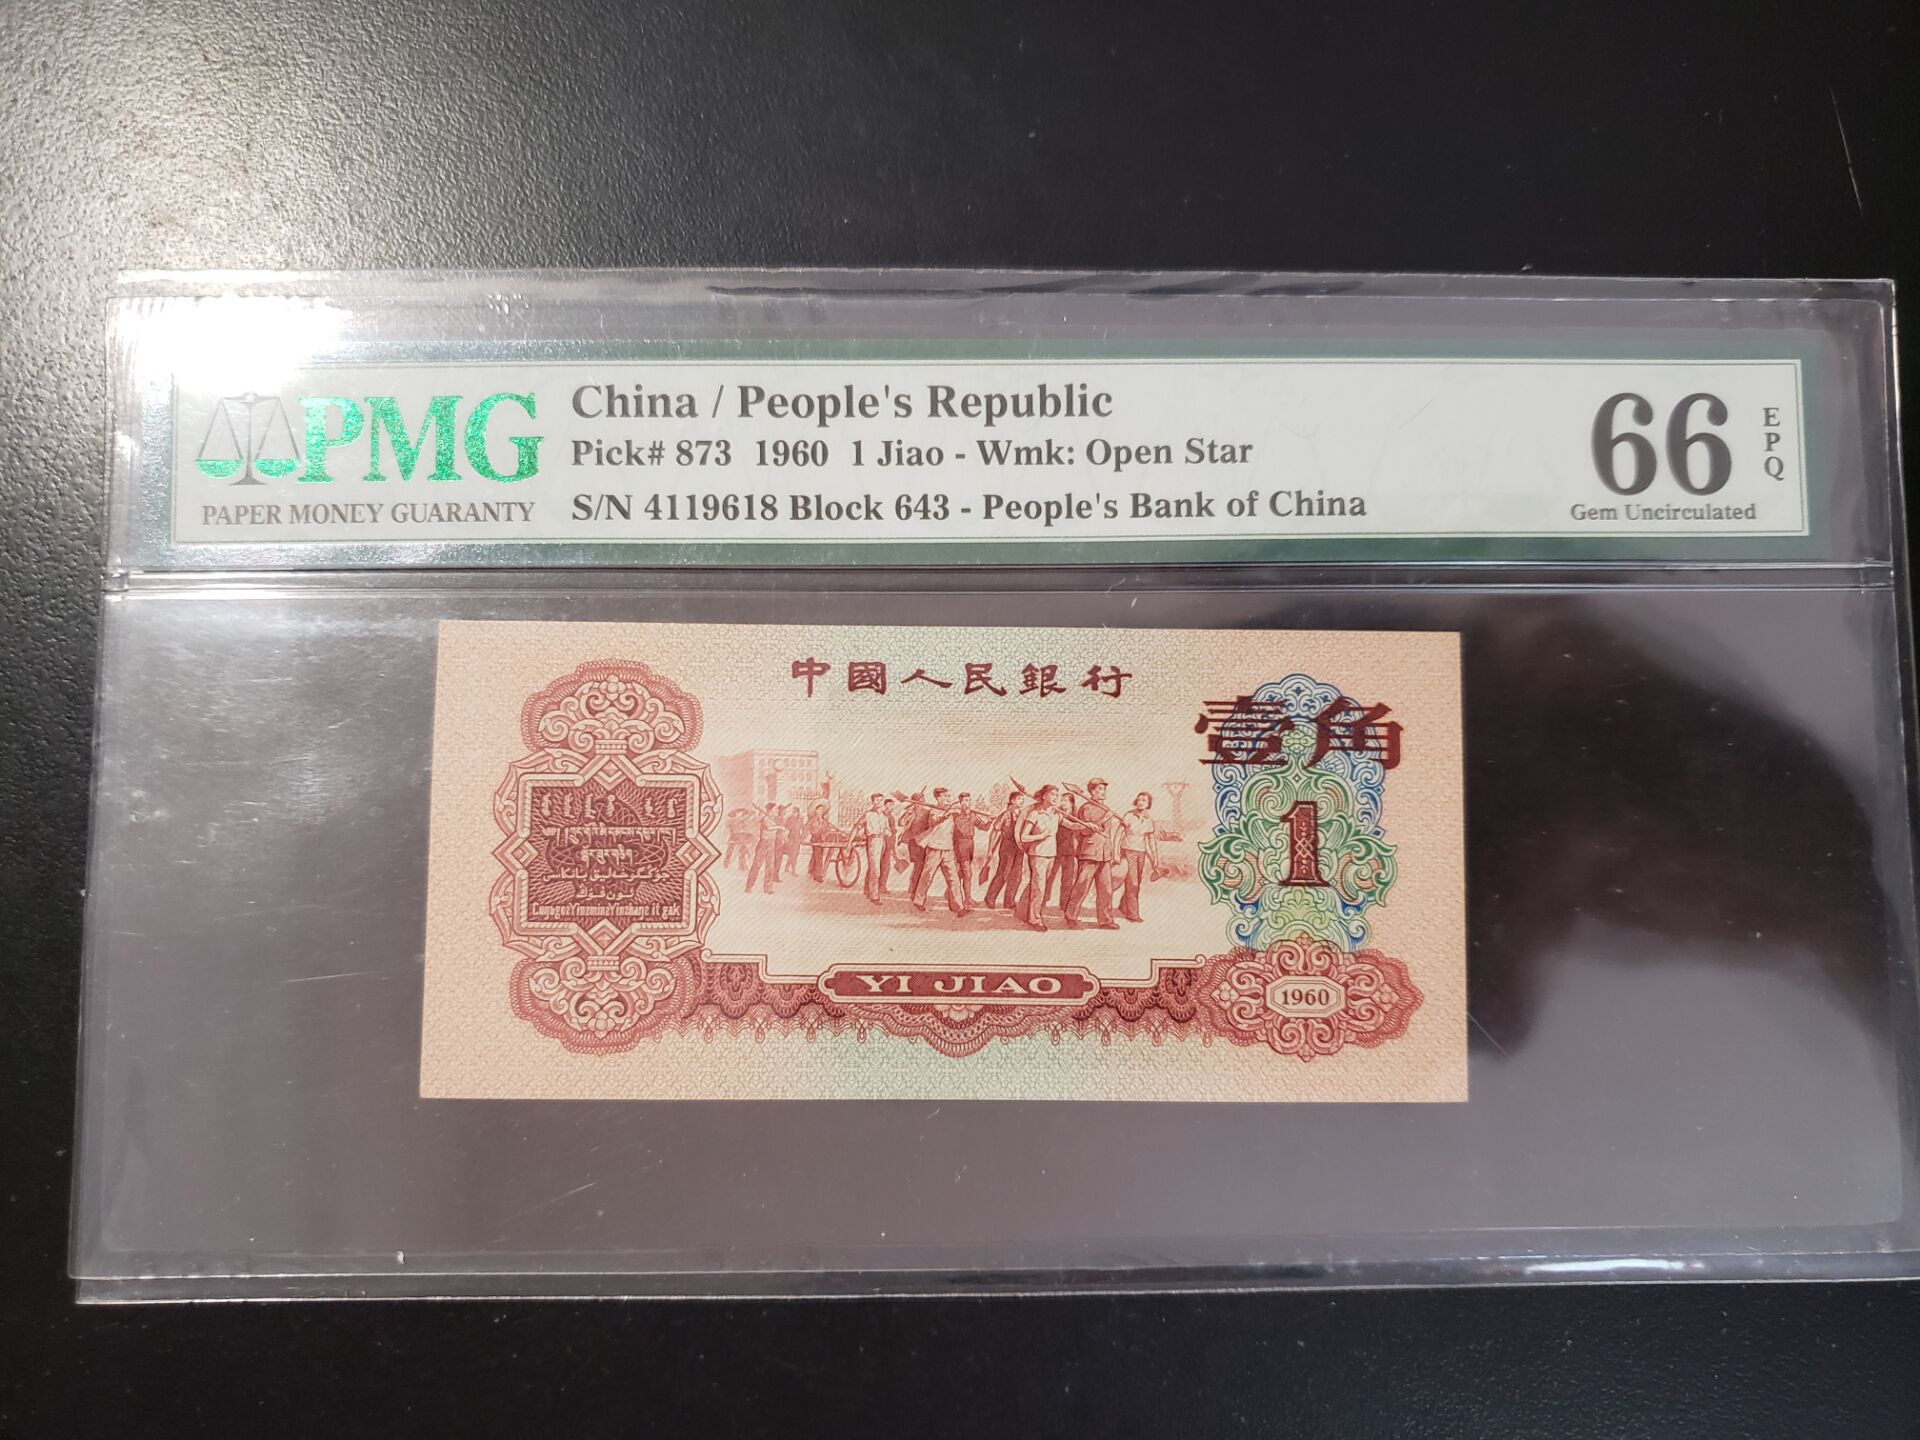 PMG
PAPER MONEY GUARANTY
China / People's Republic
Pick# 873 1960 1 Jiao - Wmk: Open Star
S/N 4119618 Block 643 - People's Bank of China
66
EPQ
Gem Uncirculated
中國人民銀行
壹角
1
YI JIAO
1960